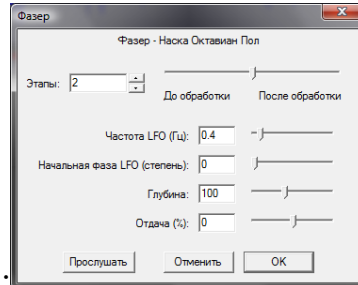 Фазер
Фазер - Наска Октавиан Пол
Этапы: 2
До обработки После обработки
Частота LFO (Гц): 0.4
Начальная фаза LFO (степень): 0
Глубина: 100
Отдача (%): 0
Прослушать Отменить OK